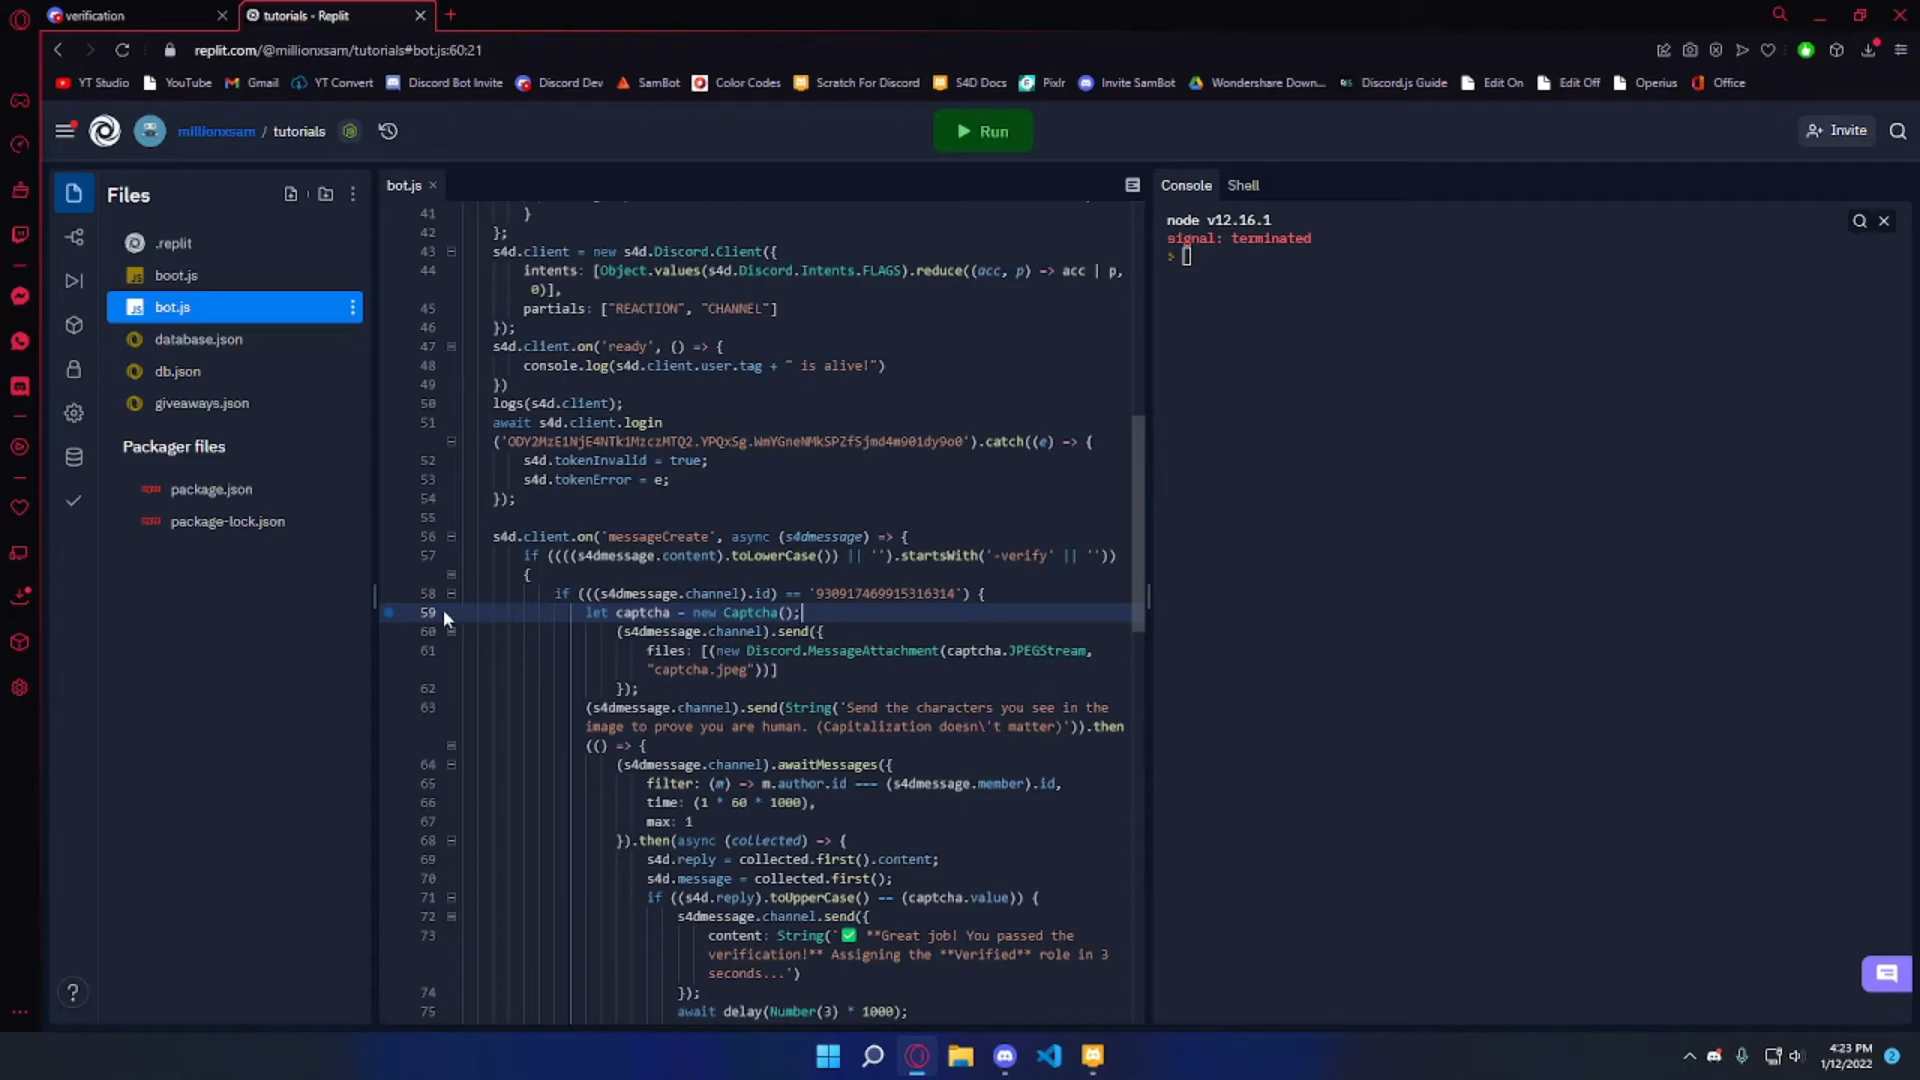 verification
tutorials - Replit
replit.com/@millionxsam/tutorials#bot.js:60:21
YT Studio YouTube Gmail YT Convert Discord Bot Invite Discord Dev SamBot Color Codes Scratch For Discord S4D Docs Pixlr Invite SamBot Wondershare Down... Discord.js Guide Edit On Edit Off Operius Office
millionxsam / tutorials
Run
Invite
Files
.replit
boot.js
bot.js
database.json
db.json
giveaways.json
Packager files
package.json
package-lock.json
bot.js
41 }
42 };
43 s4d.client = new s4d.Discord.Client({
44 intents: [Object.values(s4d.Discord.Intents.FLAGS).reduce((acc, p) => acc | p,
0)],
45 partials: ["REACTION", "CHANNEL"]
46 });
47 s4d.client.on('ready', () => {
48 console.log(s4d.client.user.tag + " is alive!")
49 })
50 logs(s4d.client);
51 await s4d.client.login
52 s4d.tokenInvalid = true;
53 s4d.tokenError = e;
54 });
55
56 s4d.client.on('messageCreate', async (s4dmessage) => {
57 if ((((s4dmessage.content).toLowerCase()) || '').startsWith('-verify' || ''))
{
58 if (((s4dmessage.channel).id) == '930917469915316314') {
59 let captcha = new Captcha();
60 (s4dmessage.channel).send({
61 files: [(new Discord.MessageAttachment(captcha.JPEGStream,
"captcha.jpeg"))]
62 });
63 (s4dmessage.channel).send(String('Send the characters you see in the
image to prove you are human. (Capitalization doesn\'t matter)')).then
(() => {
64 (s4dmessage.channel).awaitMessages({
65 filter: (m) => m.author.id === (s4dmessage.member).id,
66 time: (1 * 60 * 1000),
67 max: 1
68 }).then(async (collected) => {
69 s4d.reply = collected.first().content;
70 s4d.message = collected.first();
71 if ((s4d.reply).toUpperCase() == (captcha.value)) {
72 s4dmessage.channel.send({
73 content: String('✅ **Great job! You passed the
verification!** Assigning the **Verified** role in 3
seconds...')
74 });
75 await delay(Number(3) * 1000);
Console Shell
node v12.16.1
signal: terminated
>
4:23 PM
1/12/2022
2